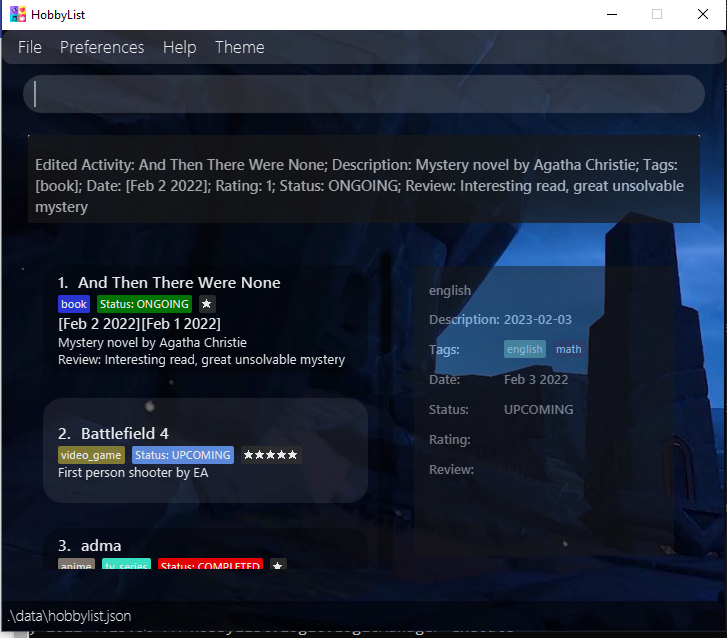 HobbyList
File Preferences Help Theme
Edited Activity: And Then There Were None; Description: Mystery novel by Agatha Christie; Tags:
[book]; Date: [Feb 2 2022]; Rating: 1; Status: ONGOING; Review: Interesting read, great unsolvable
mystery
1. And Then There Were None
book Status: ONGOING ★
[Feb 2 2022][Feb 1 2022]
Mystery novel by Agatha Christie
Review: Interesting read, great unsolvable mystery
2. Battlefield 4
video_game Status: UPCOMING ★★★★★
First person shooter by EA
3. adma
anime tv_series Status: COMPLETED ★
english
Description: 2023-02-03
Tags: english math
Date: Feb 3 2022
Status: UPCOMING
Rating:
Review:
.\data\hobbylist.json